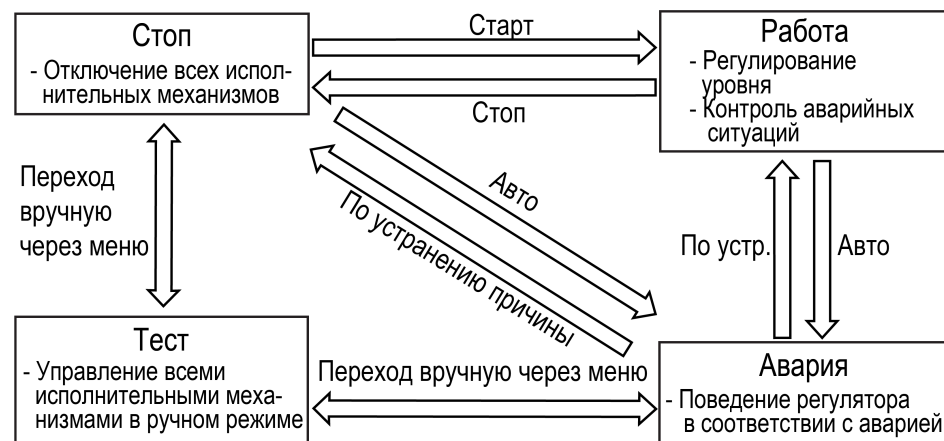 Стоп
- Отключение всех испол-
нительных механизмов
Старт
Стоп
Работа
- Регулирование
уровня
- Контроль аварийных
ситуаций
Переход
вручную
через меню
Авто
По устранению причины
По устр.
Авто
Тест
- Управление всеми
исполнительными меха-
низмами в ручном режиме
Переход вручную через меню
Авария
- Поведение регулятора
в соответствии с аварией